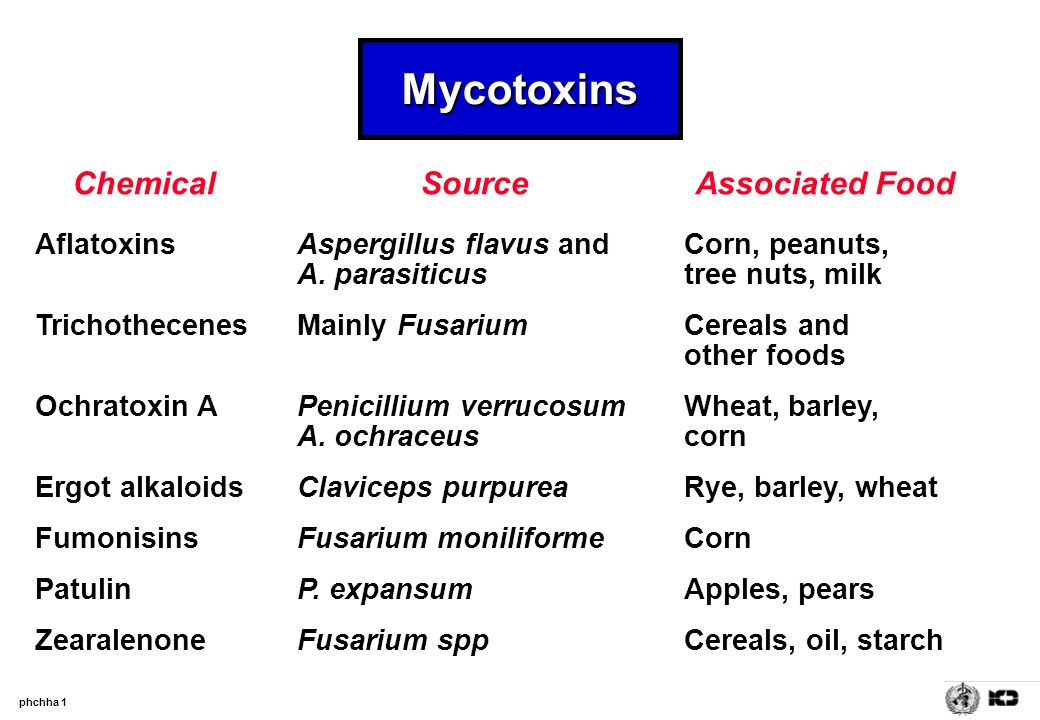 Mycotoxins
Chemical Source Associated Food
Aflatoxins Aspergillus flavus and Corn, peanuts,
A. parasiticus tree nuts, milk
Trichothecenes Mainly Fusarium Cereals and
other foods
Ochratoxin A Penicillium verrucosum Wheat, barley,
A. ochraceus corn
Ergot alkaloids Claviceps purpurea Rye, barley, wheat
Fumonisins Fusarium moniliforme Corn
Patulin P. expansum Apples, pears
Zearalenone Fusarium spp Cereals, oil, starch
phchha 1